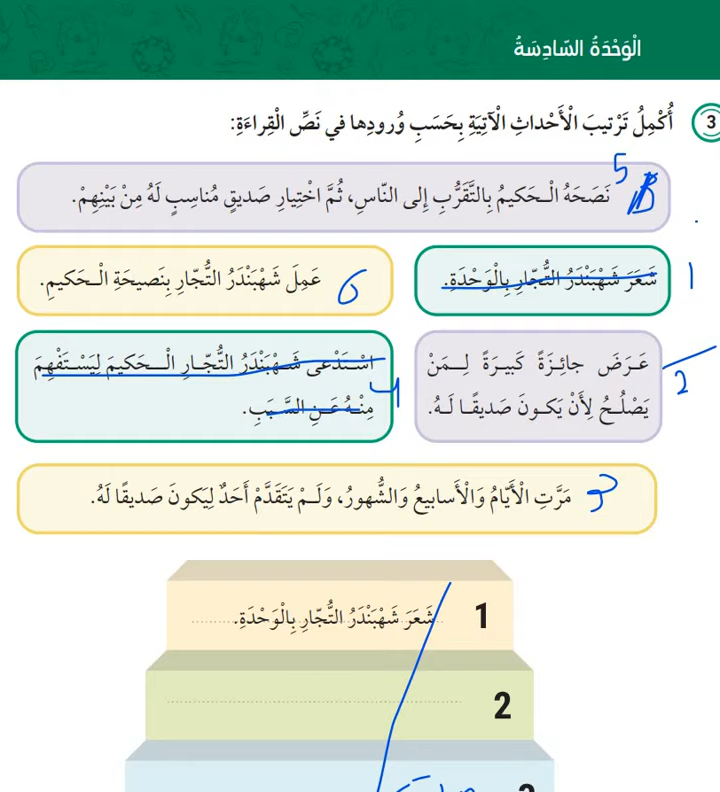 الْوَحْدَةُ السّادِسَةُ
3 أُكْمِلُ تَرْتيبَ الْأَحْداثِ الْآتِيَةِ بِحَسَبِ وُرودِها في نَصِّ الْقِراءَةِ:
5
نَصَحَهُ الْحَكيمُ بِالتَّقَرُّبِ إلى النّاسِ، ثُمَّ اخْتِيارِ صَديقٍ مُناسِبٍ لَهُ مِنْ بَيْنِهِمْ.
1 شَعَرَ شَهْبَنْدَرُ التُّجّارِ بِالْوَحْدَةِ.
6 عَمِلَ شَهْبَنْدَرُ التُّجّارِ بِنَصيحَةِ الْحَكيمِ.
عَرَضَ جائِزَةً كَبيرَةً لِمَنْ
يَصْلُحُ لِأَنْ يَكونَ صَديقًا لَهُ.
2
اسْتَدْعى شَهْبَنْدَرُ التُّجّارِ الْحَكيمَ لِيَسْتَفْهِمَ
مِنْهُ عَنِ السَّبَبِ.
4
3 مَرَّتِ الْأَيّامُ وَالْأَسابيعُ وَالشُّهورُ، وَلَمْ يَتَقَدَّمْ أَحَدٌ لِيَكونَ صَديقًا لَهُ.
1 شَعَرَ شَهْبَنْدَرُ التُّجّارِ بِالْوَحْدَةِ.
2